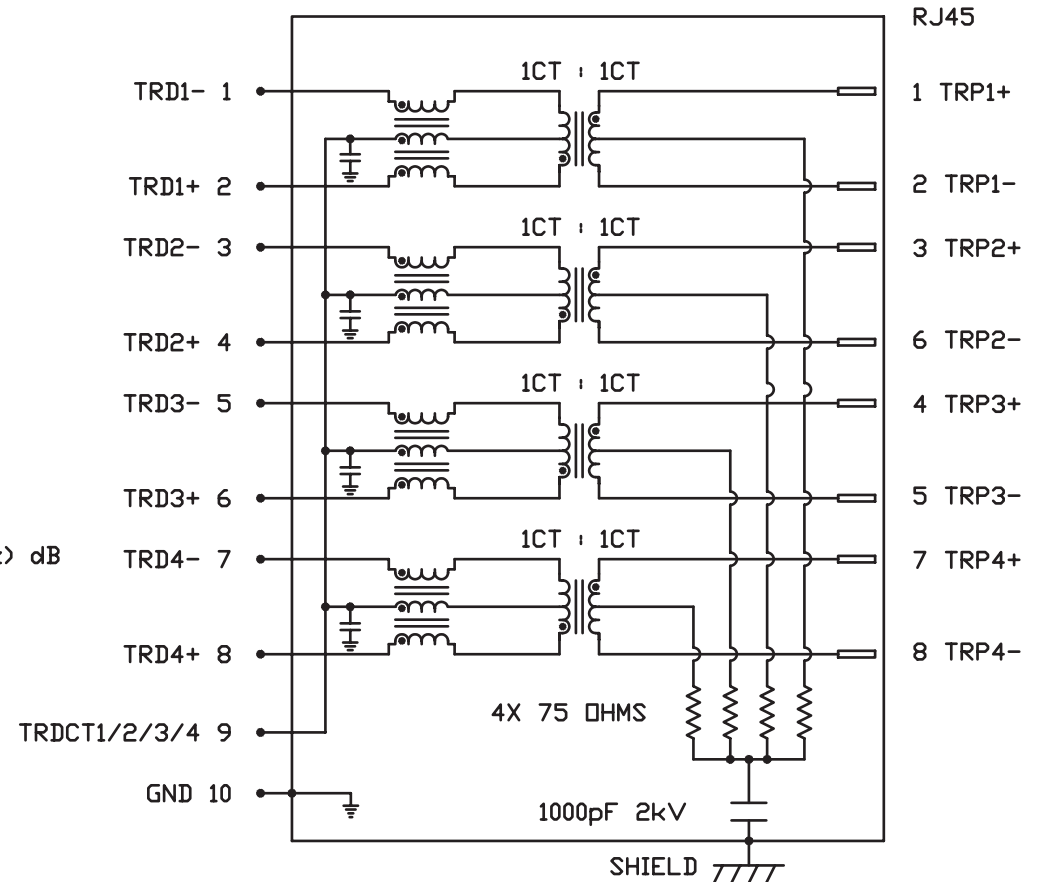 RJ45
1CT : 1CT
TRD1- 1
1 TRP1+
TRD1+ 2
2 TRP1-
1CT : 1CT
TRD2- 3
3 TRP2+
TRD2+ 4
6 TRP2-
1CT : 1CT
TRD3- 5
4 TRP3+
TRD3+ 6
5 TRP3-
1CT : 1CT
) dB
TRD4- 7
7 TRP4+
TRD4+ 8
8 TRP4-
4X 75 OHMS
TRDCT1/2/3/4 9
GND 10
1000pF 2kV
SHIELD